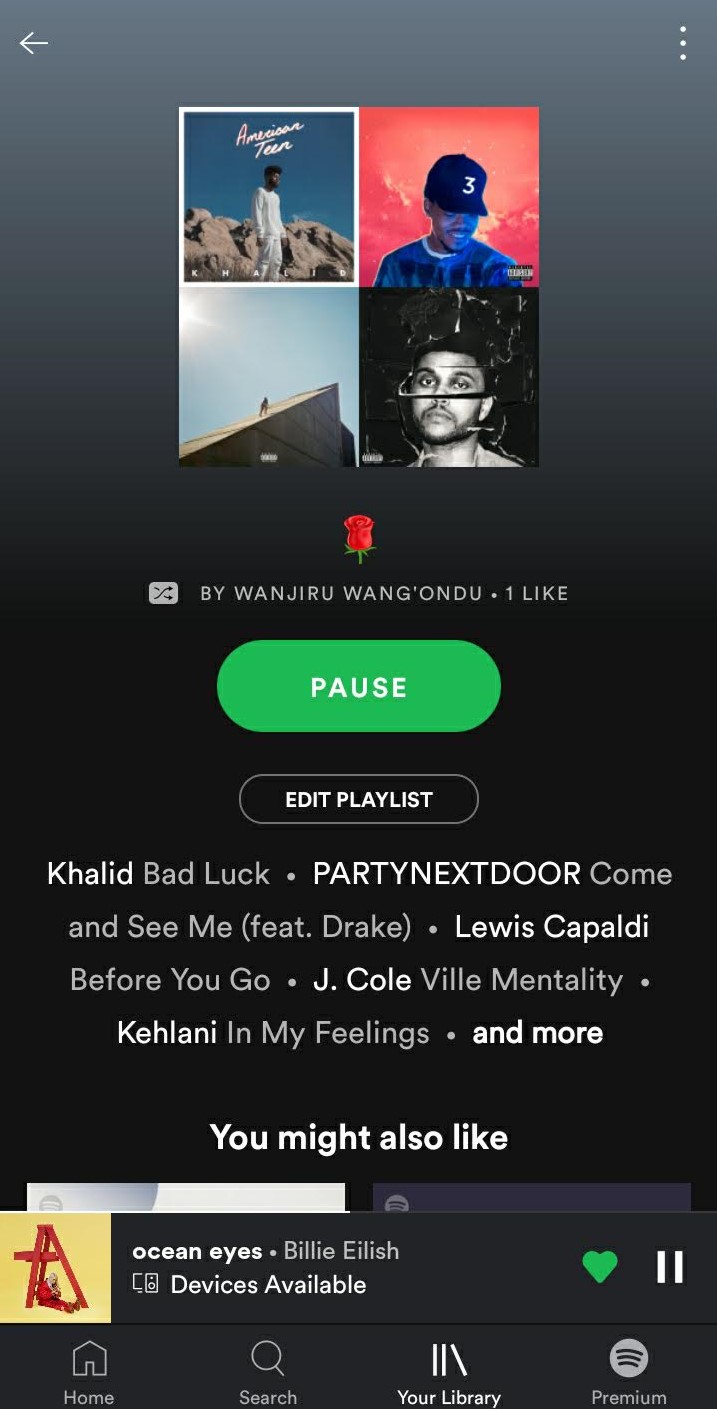 American
Teen
KHALID
3
🌹
BY WANJIRU WANG'ONDU • 1 LIKE
PAUSE
EDIT PLAYLIST
Khalid Bad Luck • PARTYNEXTDOOR Come
and See Me (feat. Drake) • Lewis Capaldi
Before You Go • J. Cole Ville Mentality •
Kehlani In My Feelings • and more
You might also like
ocean eyes • Billie Eilish
Devices Available
Home Search Your Library Premium